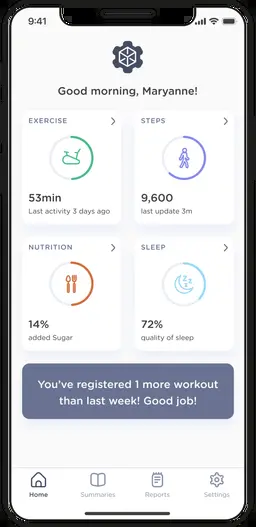 9:41
Good morning, Maryanne!
EXERCISE
53min
Last activity 3 days ago
STEPS
9,600
last update 3m
NUTRITION
14%
added Sugar
SLEEP
72%
quality of sleep
You've registered 1 more workout
than last week! Good job!
Home
Summaries
Reports
Settings